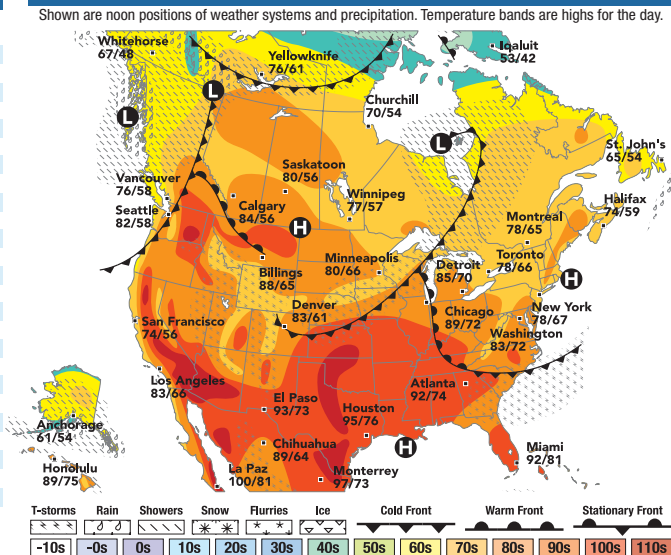 Shown are noon positions of weather systems and precipitation. Temperature bands are highs for the day.
Whitehorse
67/48
Yellowknife
76/61
Iqaluit
53/42
L
L
Churchill
70/54
L
St. John's
65/54
Vancouver
76/58
Seattle
82/58
Saskatoon
80/56
Calgary
84/56
Winnipeg
77/57
Halifax
74/59
Montreal
78/65
H
Minneapolis
80/66
Toronto
78/66
Detroit
85/70
H
Billings
88/65
Denver
83/61
Chicago
89/72
New York
78/67
Washington
83/72
San Francisco
74/56
Los Angeles
83/66
Atlanta
92/74
El Paso
93/73
Houston
95/76
Anchorage
61/54
Chihuahua
89/64
H
Miami
92/81
Honolulu
89/75
La Paz
100/81
Monterrey
97/73
T-storms Rain Showers Snow Flurries Ice Cold Front Warm Front Stationary Front
-10s -0s 0s 10s 20s 30s 40s 50s 60s 70s 80s 90s 100s 110s